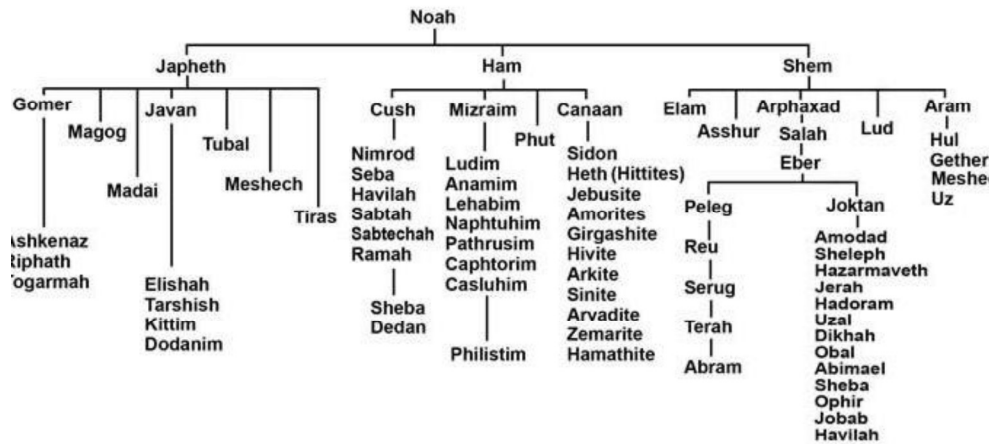 Noah
Japheth Ham Shem
Gomer Javan Cush Mizraim Canaan Elam Arphaxad Aram
Magog Tubal Phut Asshur Salah Lud
Madai Meshech Eber
Tiras
Ashkenaz
Riphath
Togarmah
Elishah
Tarshish
Kittim
Dodanim
Nimrod
Seba
Havilah
Sabtah
Sabtechah
Ramah
Sheba
Dedan
Ludim
Anamim
Lehabim
Naphtuhim
Pathrusim
Caphtorim
Casluhim
Philistim
Sidon
Heth (Hittites)
Jebusite
Amorites
Girgashite
Hivite
Arkite
Sinite
Arvadite
Zemarite
Hamathite
Peleg Joktan
Reu
Serug
Terah
Abram
Amodad
Sheleph
Hazarmaveth
Jerah
Hadoram
Uzal
Dikhah
Obal
Abimael
Sheba
Ophir
Jobab
Havilah
Hul
Gether
Meshe
Uz